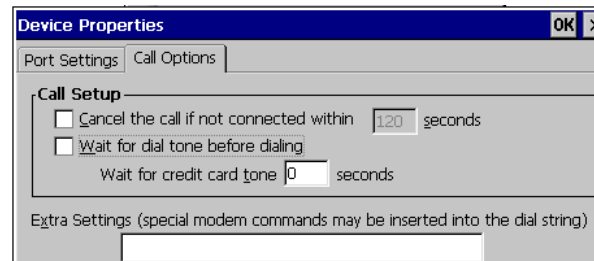 Device Properties OK ×
Port Settings Call Options
Call Setup
Cancel the call if not connected within 120 seconds
Wait for dial tone before dialing
Wait for credit card tone 0 seconds
Extra Settings (special modem commands may be inserted into the dial string)